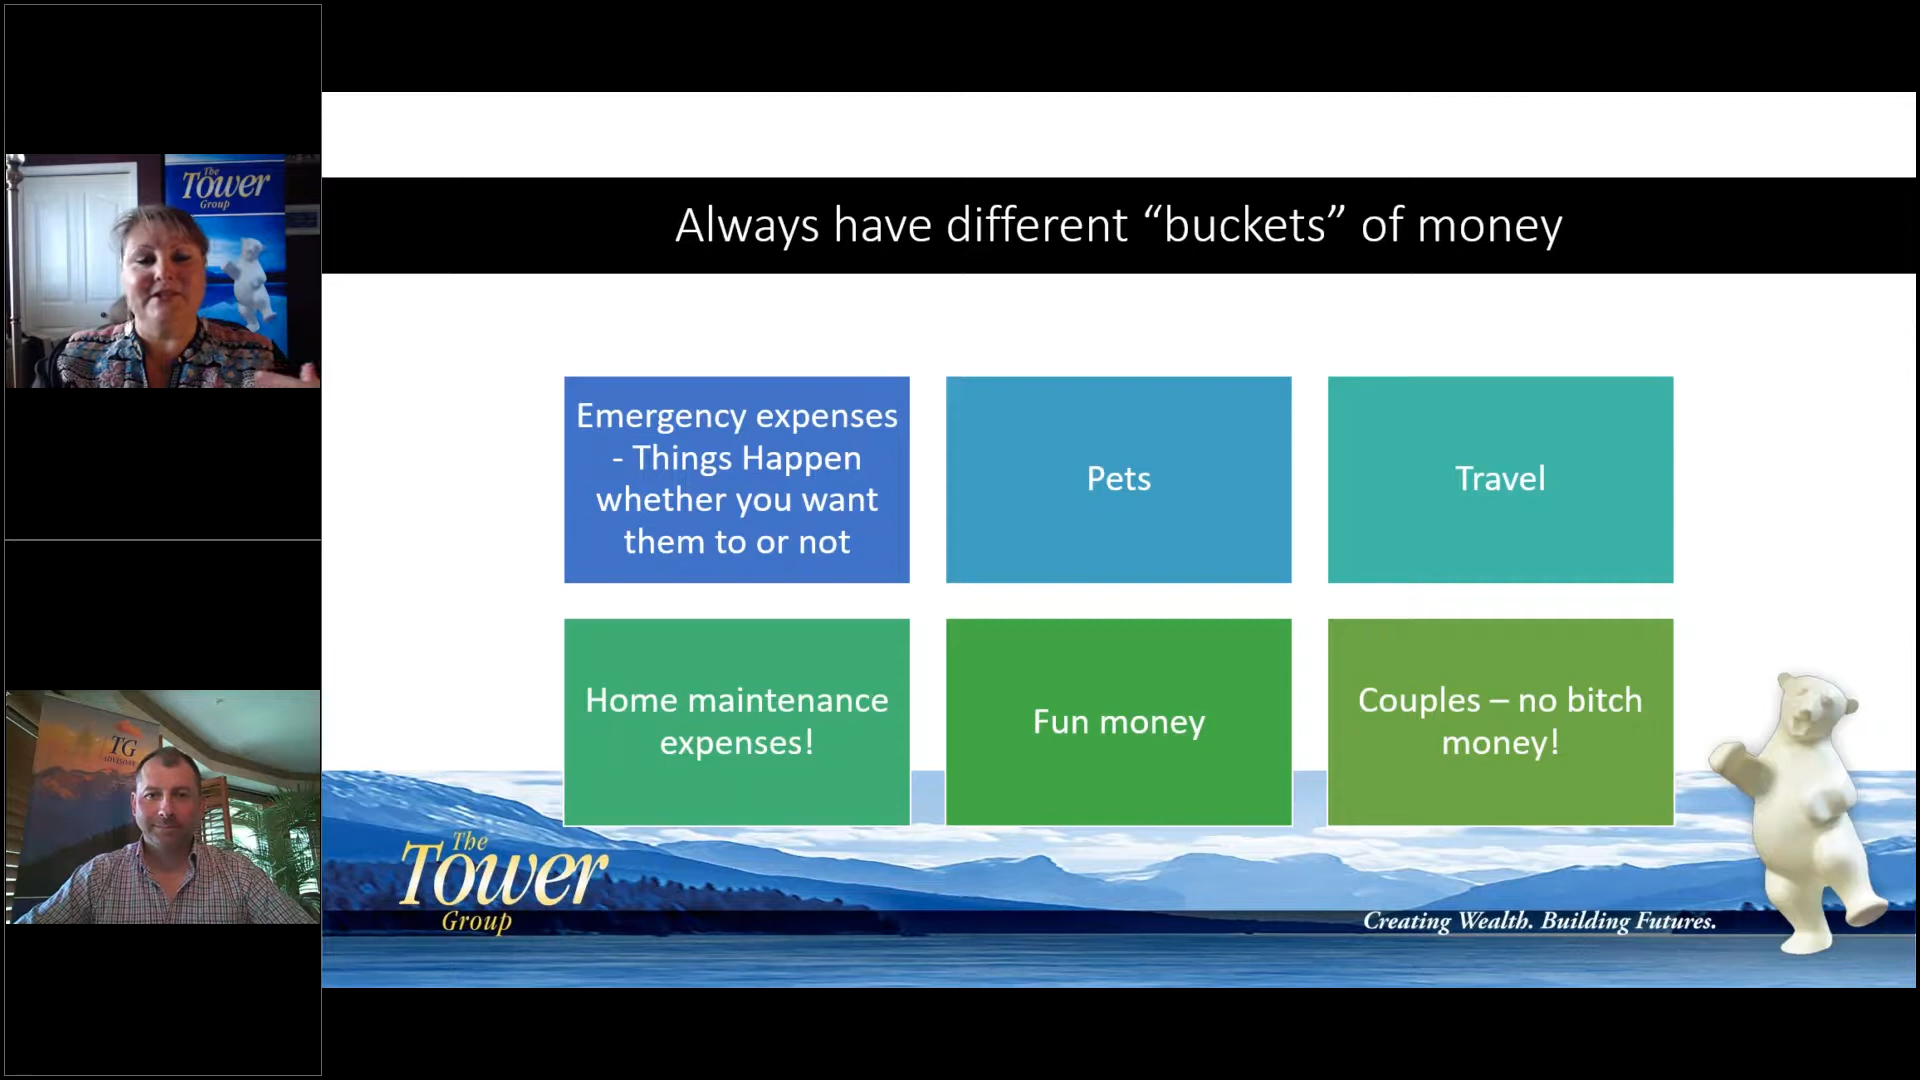 The
Tower
Group
Always have different “buckets” of money
Emergency expenses
- Things Happen
whether you want
them to or not
Pets
Travel
Home maintenance
expenses!
Fun money
Couples – no bitch
money!
TG
ADVISORY
The
Tower
Group
Creating Wealth. Building Futures.